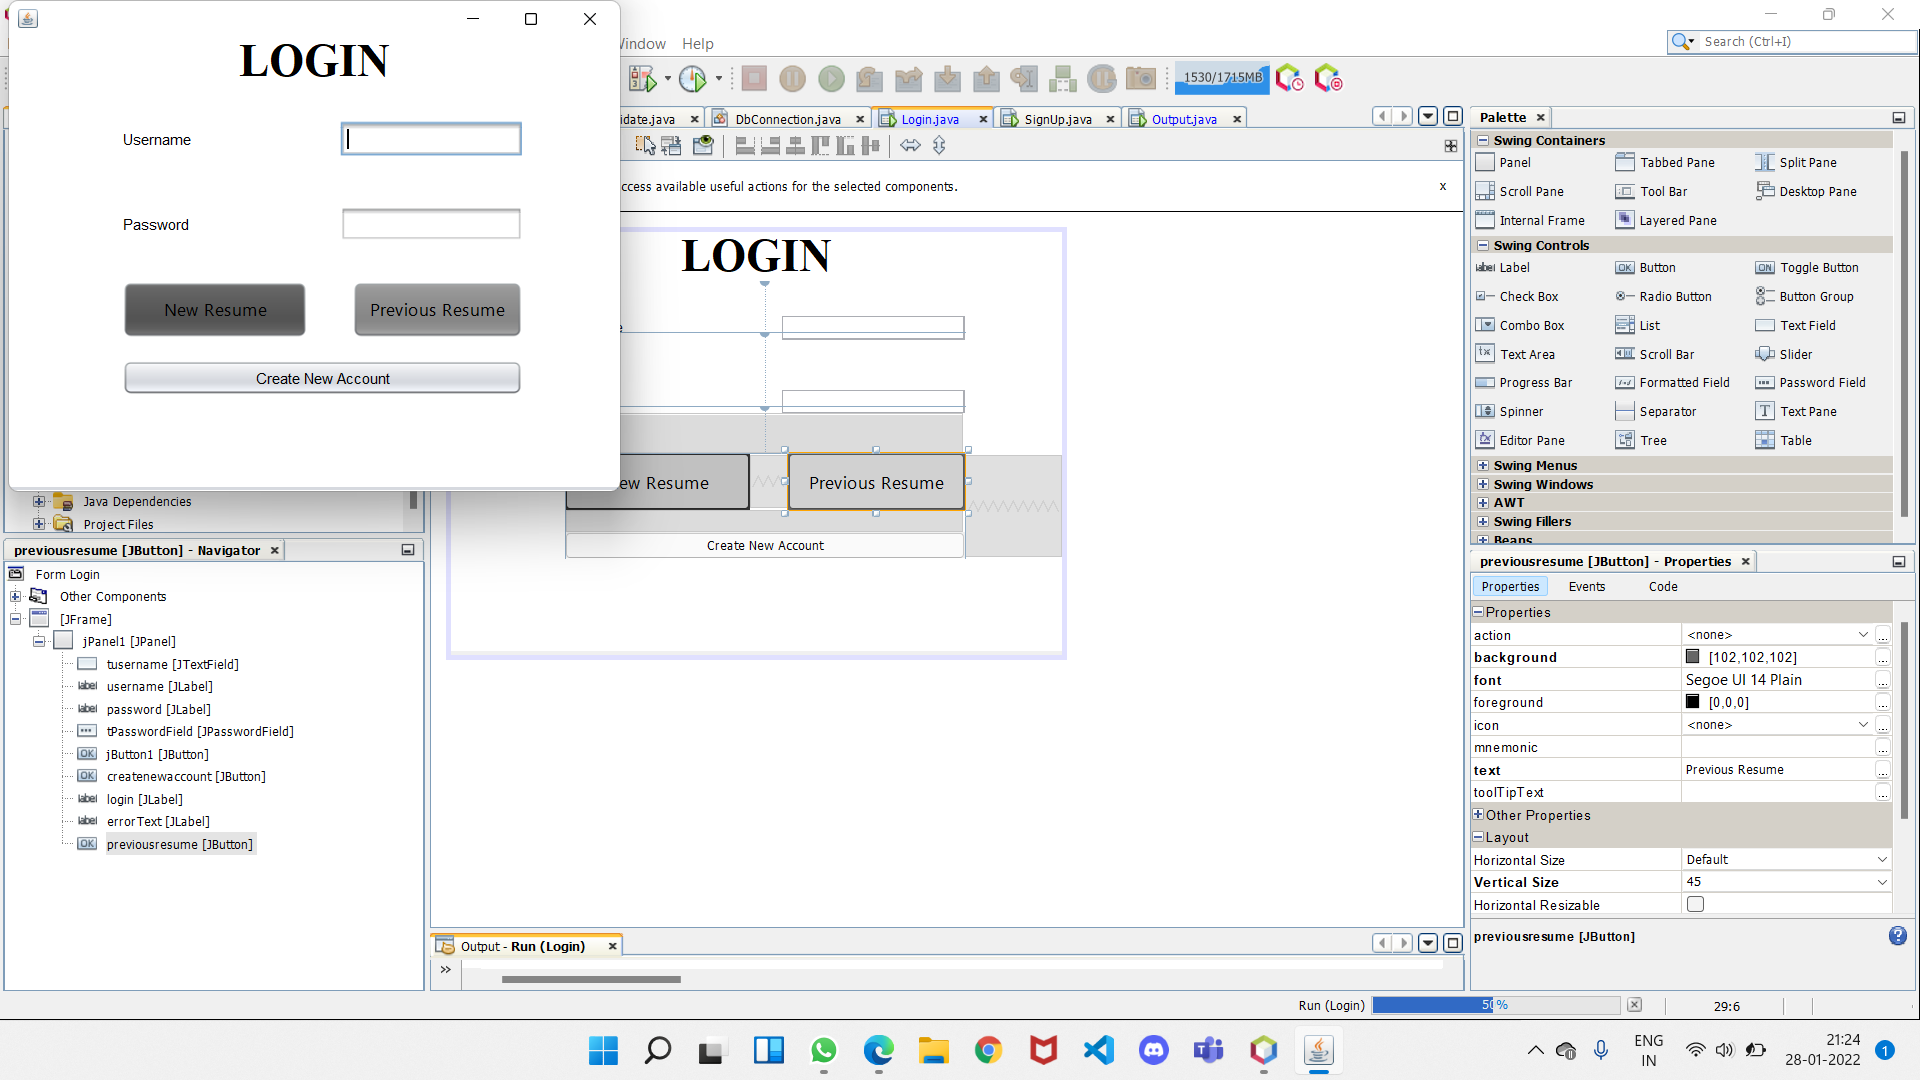 LOGIN
Username
Password
New Resume
Previous Resume
Create New Account
Window
Help
Search (Ctrl+I)
1530/1715MB
idate.java
DbConnection.java
Login.java
SignUp.java
Output.java
ccess available useful actions for the selected components.
x
LOGIN
e
ew Resume
Previous Resume
Create New Account
Java Dependencies
Project Files
previousresume [JButton] - Navigator
Form Login
Other Components
[JFrame]
jPanel1 [JPanel]
tusername [JTextField]
label username [JLabel]
label password [JLabel]
tPasswordField [JPasswordField]
OK jButton1 [JButton]
OK createnewaccount [JButton]
label login [JLabel]
label errorText [JLabel]
OK previousresume [JButton]
Output - Run (Login)
Palette
Swing Containers
Panel
Tabbed Pane
Split Pane
Scroll Pane
Tool Bar
Desktop Pane
Internal Frame
Layered Pane
Swing Controls
label Label
OK Button
ON Toggle Button
Check Box
Radio Button
Button Group
Combo Box
List
Text Field
Text Area
Scroll Bar
Slider
Progress Bar
Formatted Field
Password Field
Spinner
Separator
Text Pane
Editor Pane
Tree
Table
Swing Menus
Swing Windows
AWT
Swing Fillers
Beans
previousresume [JButton] - Properties
Properties
Events
Code
Properties
action
<none>
...
background
[102,102,102]
...
font
Segoe UI 14 Plain
...
foreground
[0,0,0]
...
icon
<none>
...
mnemonic
...
text
Previous Resume
...
toolTipText
...
Other Properties
Layout
Horizontal Size
Default
Vertical Size
45
Horizontal Resizable
previousresume [JButton]
Run (Login)
50%
29:6
ENG
IN
21:24
28-01-2022
1